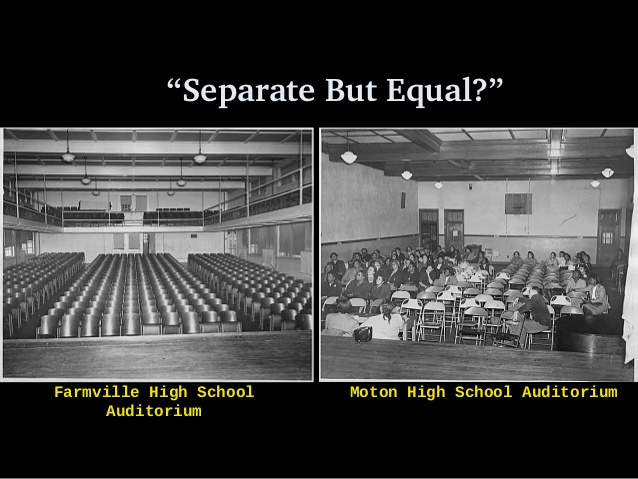 “Separate But Equal?”
Farmville High School
Auditorium
Moton High School Auditorium